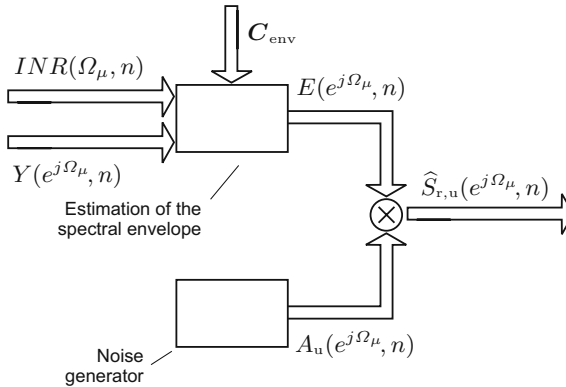 C_env
INR(Ω_μ, n)
E(e^{jΩ_μ}, n)
Y(e^{jΩ_μ}, n)
Ŝ_{r,u}(e^{jΩ_μ}, n)
Estimation of the
spectral envelope
A_u(e^{jΩ_μ}, n)
Noise
generator